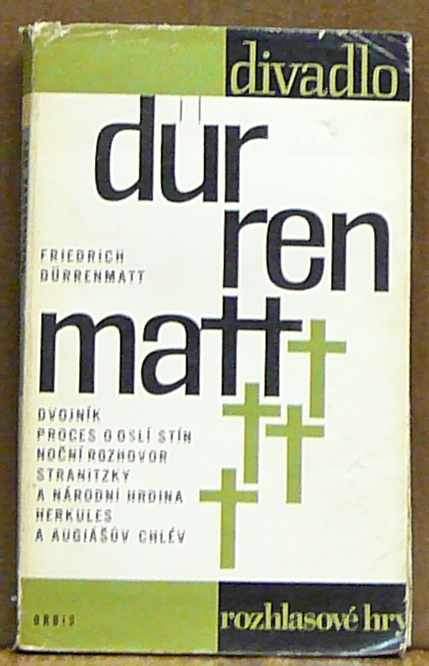 divadlo
dür
ren
FRIEDRICH
DÜRRENMATT
matt
DVOJNÍK
PROCES O OSLÍ STÍN
NOČNÍ ROZHOVOR
STRANITZKY
A NÁRODNÍ HRDINA
HERKULES
A AUGIÁŠŮV CHLÉV
ORBIS
rozhlasové hry